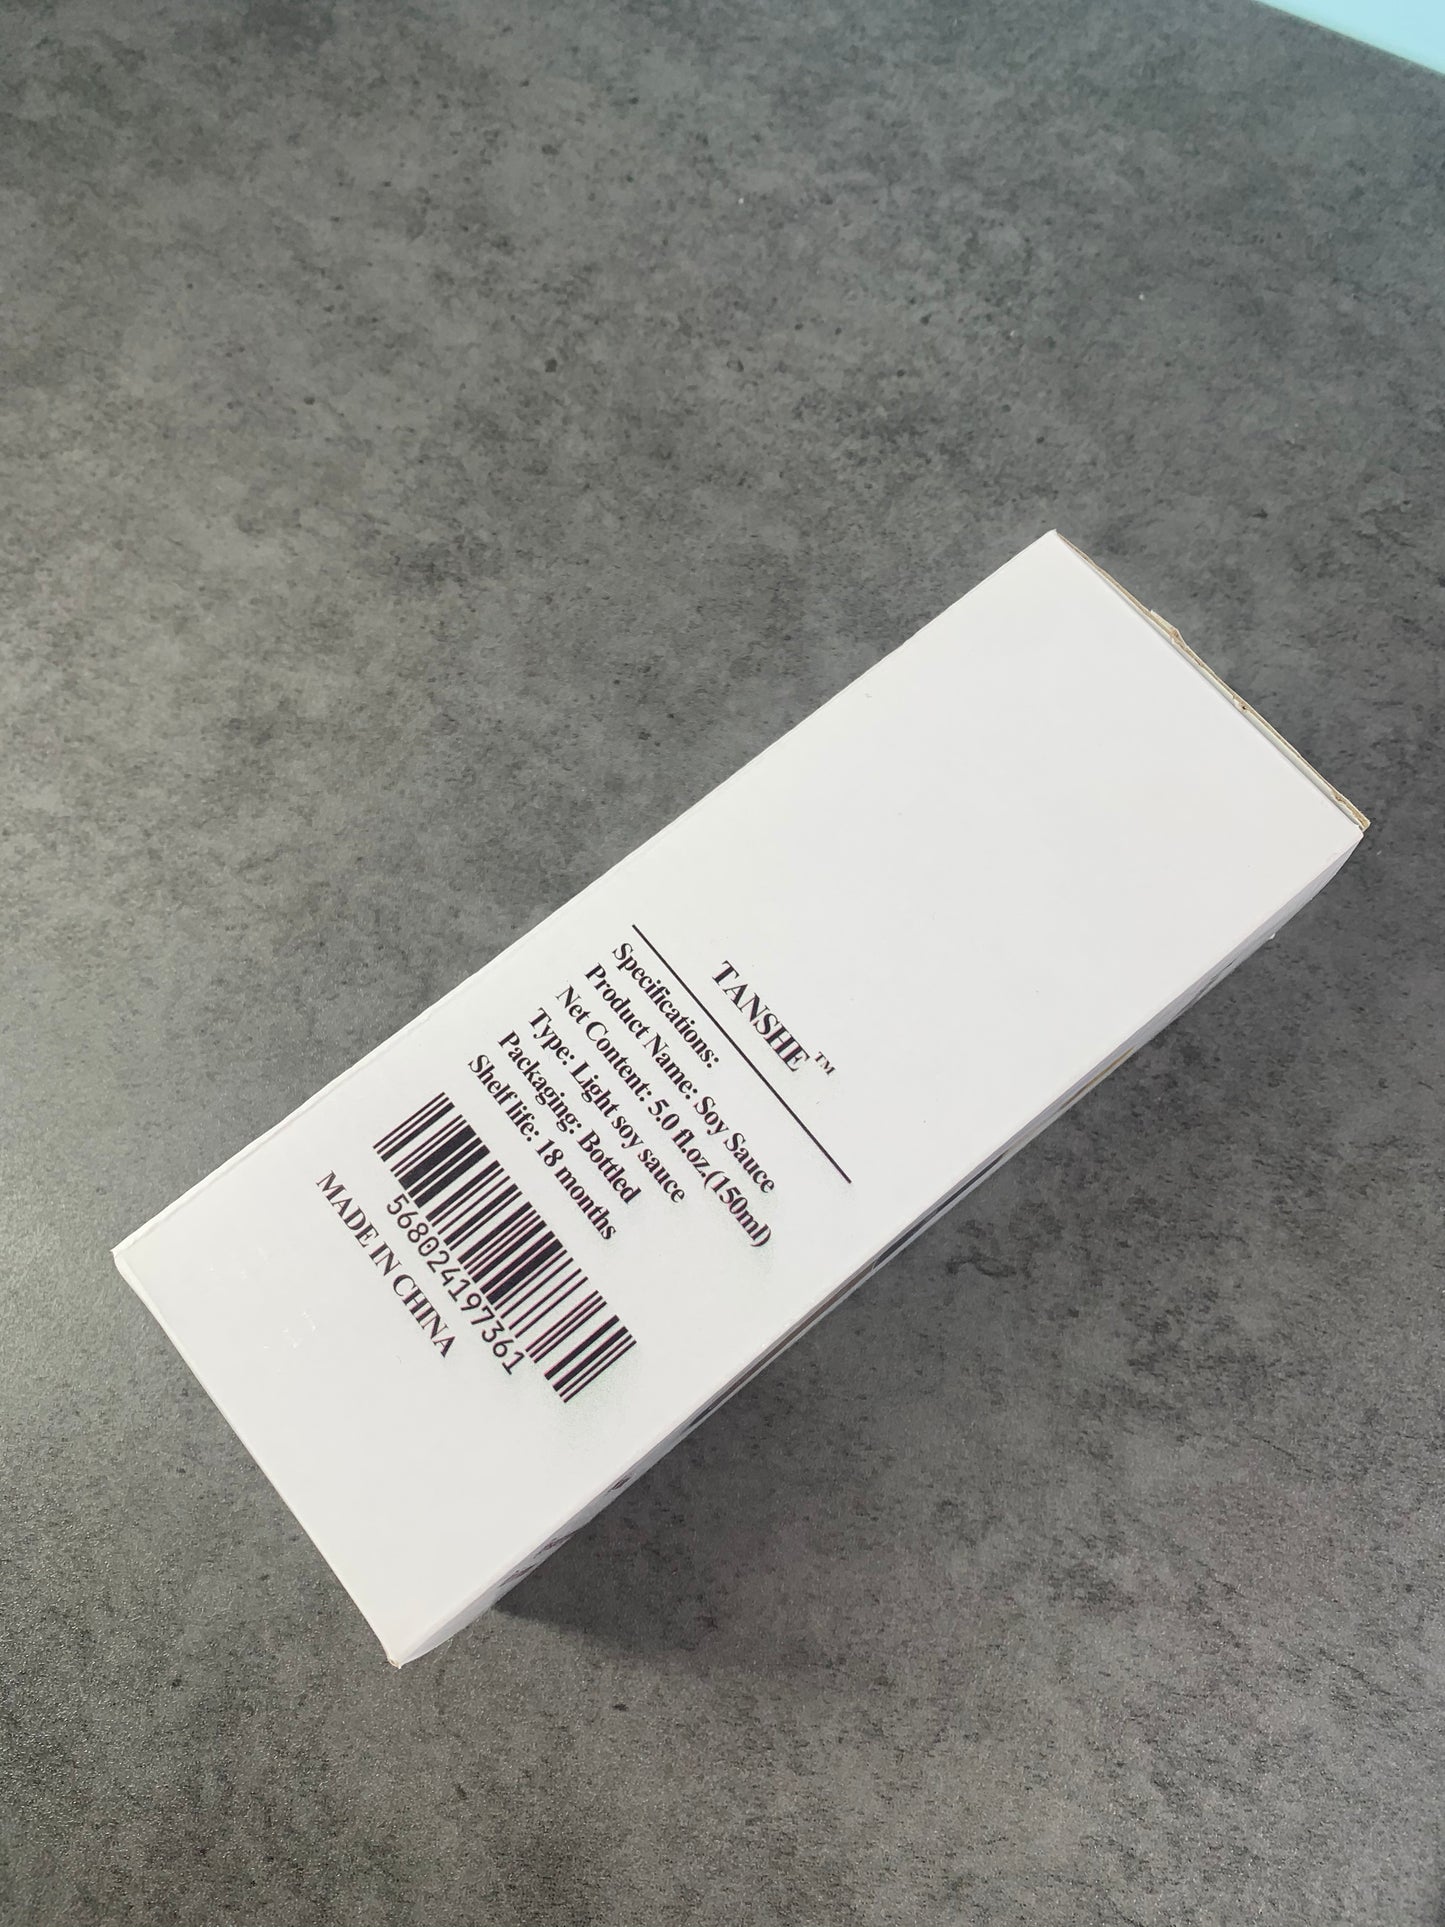 TANSHE™
Specifications:
Product Name: Soy Sauce
Net Content: 5.0 fl.oz.(150ml)
Type: Light soy sauce
Packaging: Bottled
Shelf life: 18 months
5680241197361
MADE IN CHINA